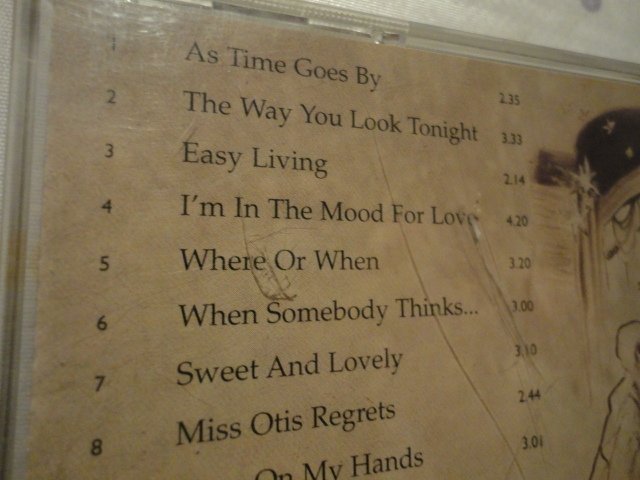 1 As Time Goes By 2.35
2 The Way You Look Tonight 3.33
3 Easy Living 2.14
4 I'm In The Mood For Love 4.20
5 Where Or When 3.20
6 When Somebody Thinks... 3.00
7 Sweet And Lovely 3.10
8 Miss Otis Regrets 2.44
On My Hands 3.01